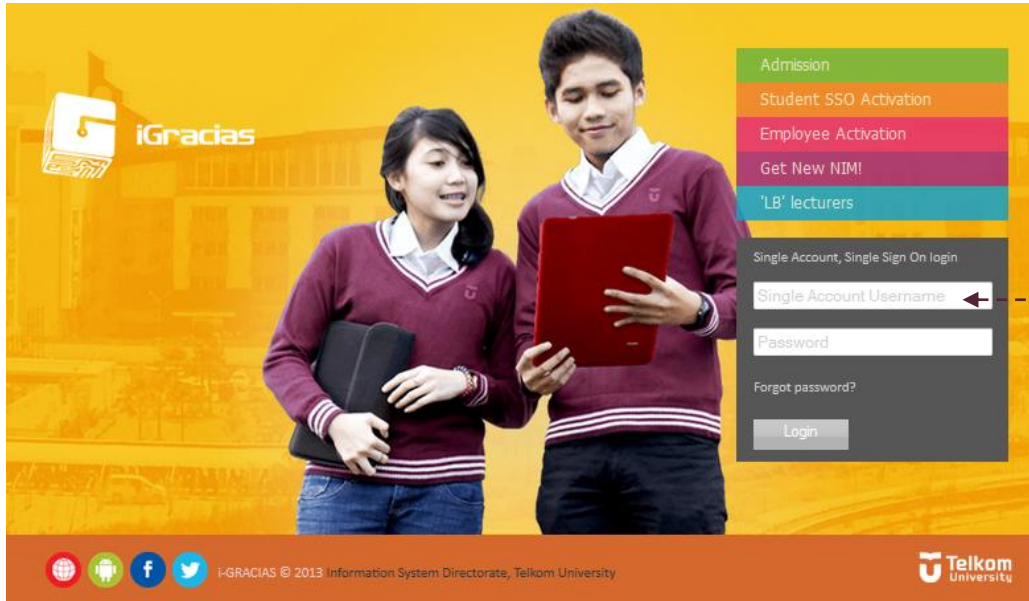 iGracias
Admission
Student SSO Activation
Employee Activation
Get New NIM!
'LB' lecturers
Single Account, Single Sign On login
Single Account Username
Password
Forgot password?
Login
i-GRACIAS © 2013 Information System Directorate, Telkom University
Telkom
University